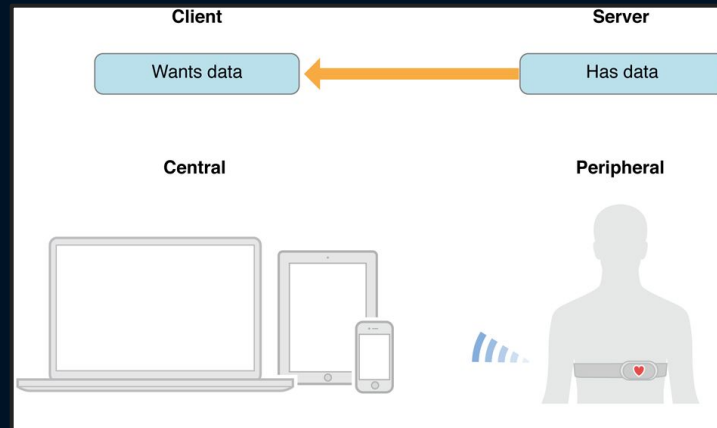 Client
Server
Wants data
Has data
Central
Peripheral